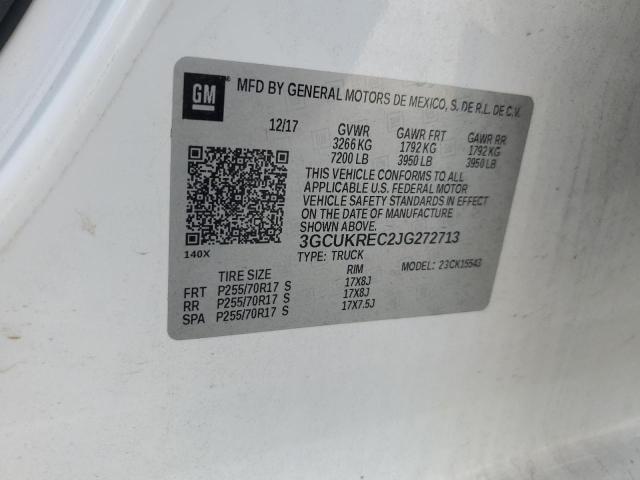 GM
MFD BY GENERAL MOTORS DE MEXICO, S. DE R.L. DE C.V.
12/17 GVWR GAWR FRT GAWR RR
3266 KG 1792 KG 1792 KG
7200 LB 3950 LB 3950 LB
THIS VEHICLE CONFORMS TO ALL
APPLICABLE U.S. FEDERAL MOTOR
VEHICLE SAFETY STANDARDS IN EFFECT
ON THE DATE OF MANUFACTURE
SHOWN ABOVE.
3GCUKREC2JG272713
140X TYPE: TRUCK
MODEL: 23CK15543
TIRE SIZE RIM
FRT P255/70R17 S 17X8J
RR P255/70R17 S 17X8J
SPA P255/70R17 S 17X7.5J